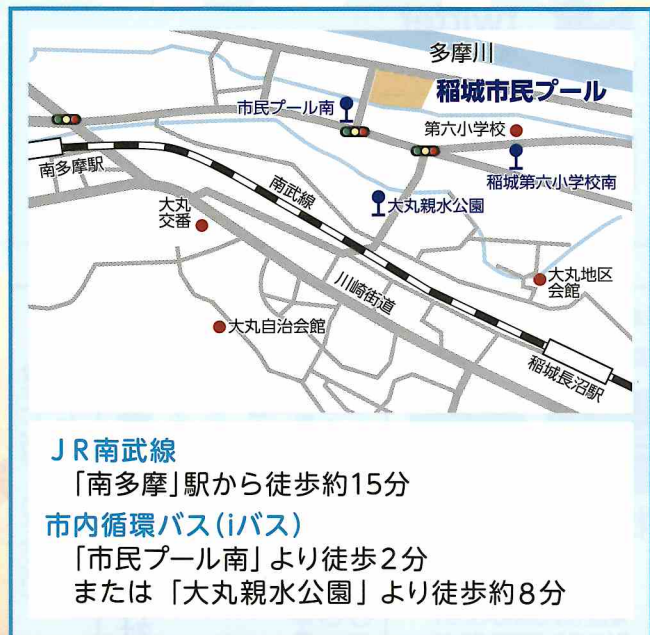 多摩川
稲城市民プール
市民プール南
第六小学校
南多摩駅
稲城第六小学校南
南武線
大丸親水公園
大丸
交番
大丸地区
会館
川崎街道
大丸自治会館
稲城長沼駅
JR南武線
「南多摩」駅から徒歩約15分
市内循環バス(iバス)
「市民プール南」より徒歩2分
または「大丸親水公園」より徒歩約8分